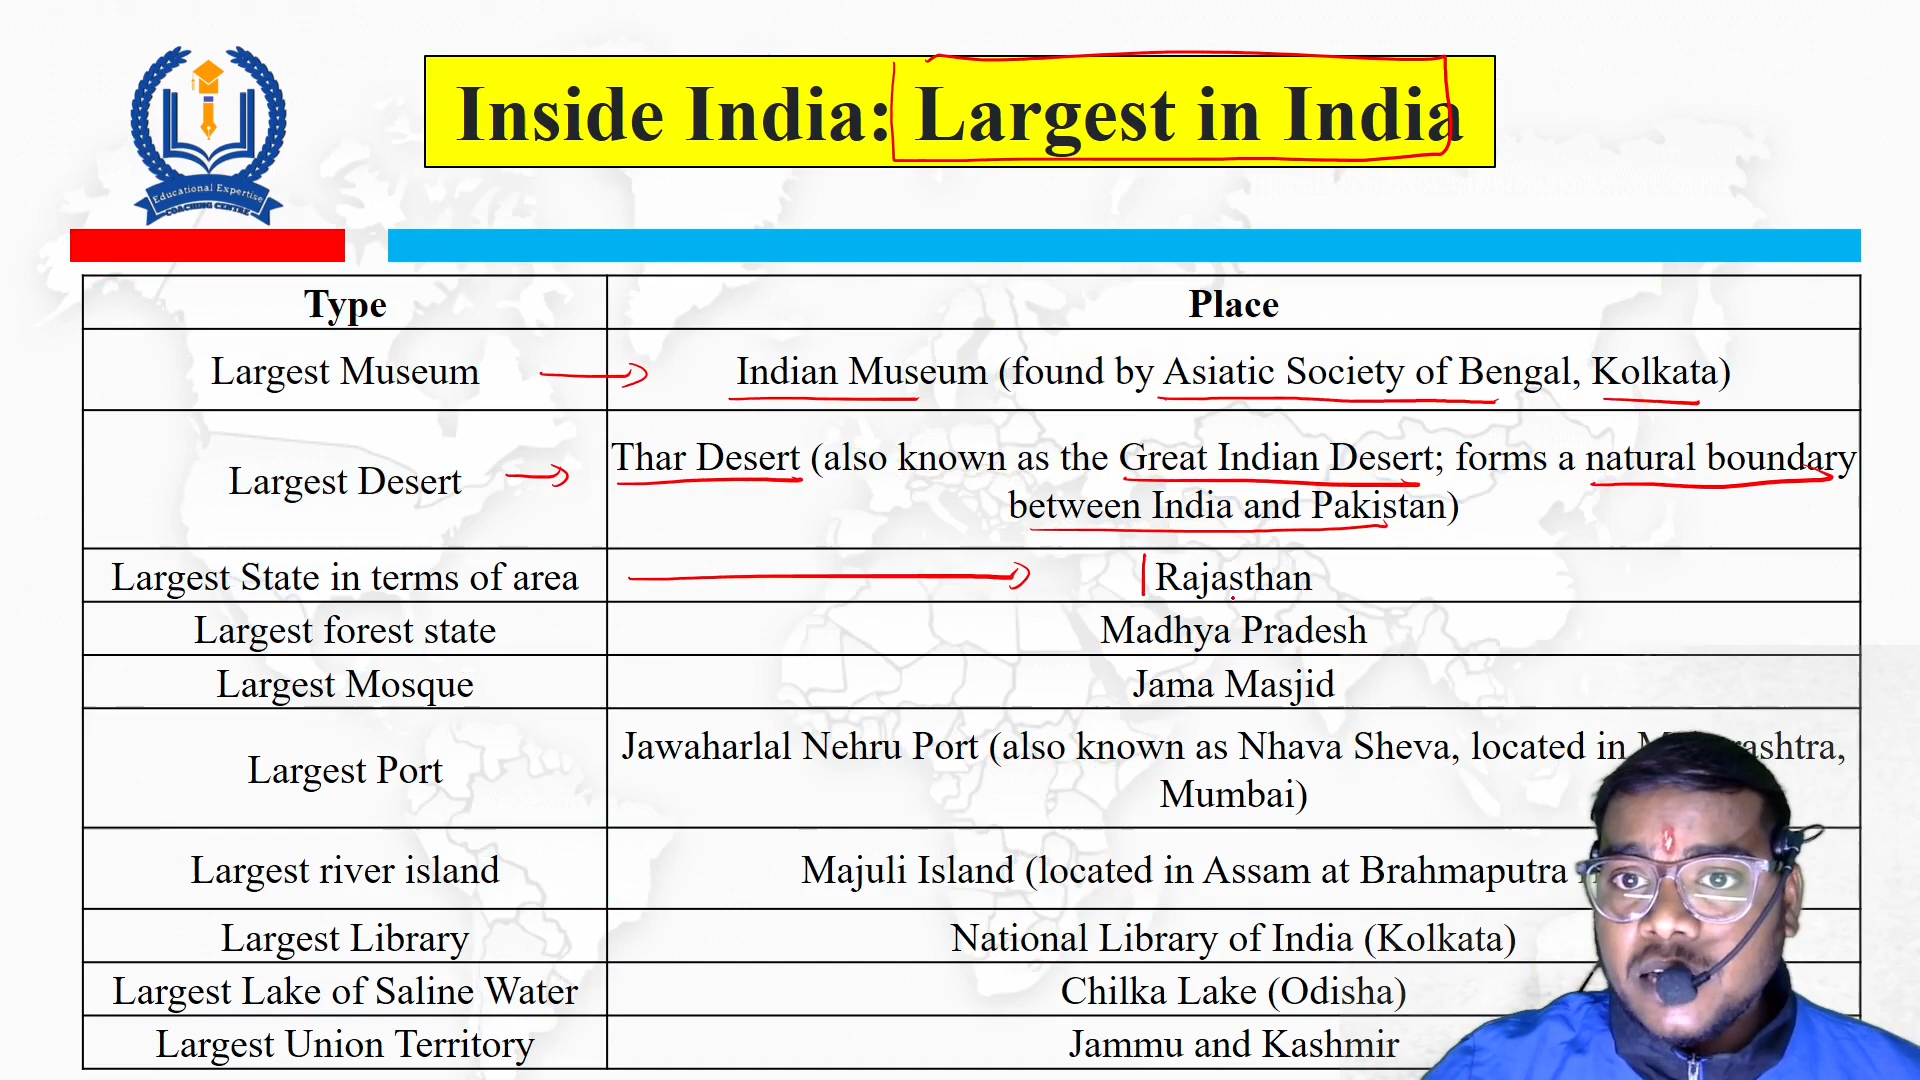 Inside India: Largest in India
Educational Expertise
COACHING CENTRE
Type
Place
Largest Museum
Indian Museum (found by Asiatic Society of Bengal, Kolkata)
Largest Desert
Thar Desert (also known as the Great Indian Desert; forms a natural boundary
between India and Pakistan)
Largest State in terms of area
Rajasthan
Largest forest state
Madhya Pradesh
Largest Mosque
Jama Masjid
Largest Port
Jawaharlal Nehru Port (also known as Nhava Sheva, located in
Mumbai)
Largest river island
Majuli Island (located in Assam at Brahmaputra
Largest Library
National Library of India (Kolkata)
Largest Lake of Saline Water
Chilka Lake (Odisha)
Largest Union Territory
Jammu and Kashmir